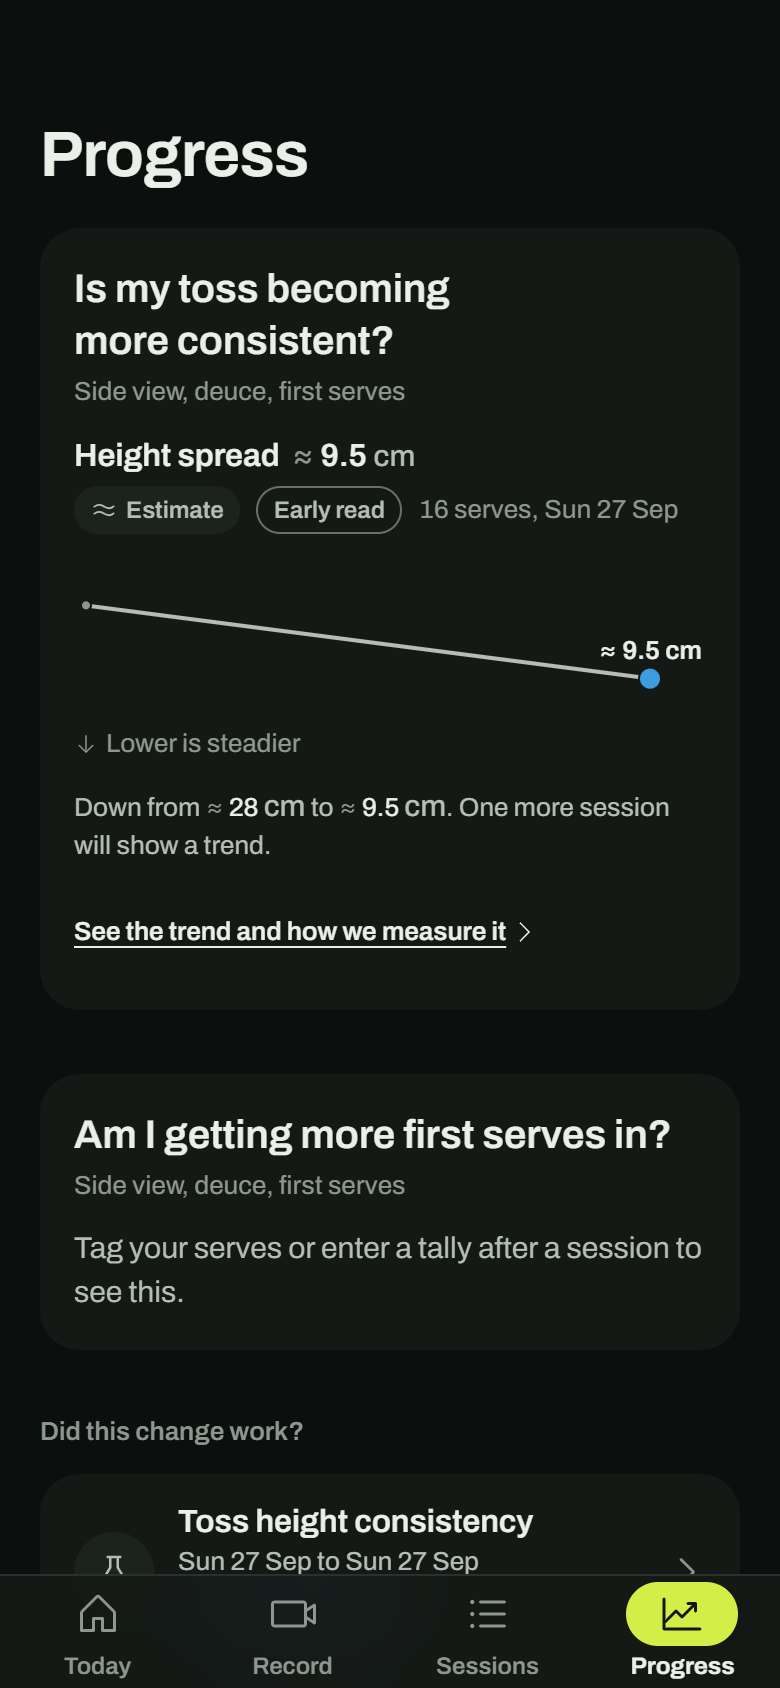 Progress
Is my toss becoming
more consistent?
Side view, deuce, first serves
Height spread ≈ 9.5 cm
≈ Estimate Early read 16 serves, Sun 27 Sep
≈ 9.5 cm
↓ Lower is steadier
Down from ≈ 28 cm to ≈ 9.5 cm. One more session
will show a trend.
See the trend and how we measure it
Am I getting more first serves in?
Side view, deuce, first serves
Tag your serves or enter a tally after a session to
see this.
Did this change work?
Toss height consistency
Sun 27 Sep to Sun 27 Sep
Today Record Sessions Progress